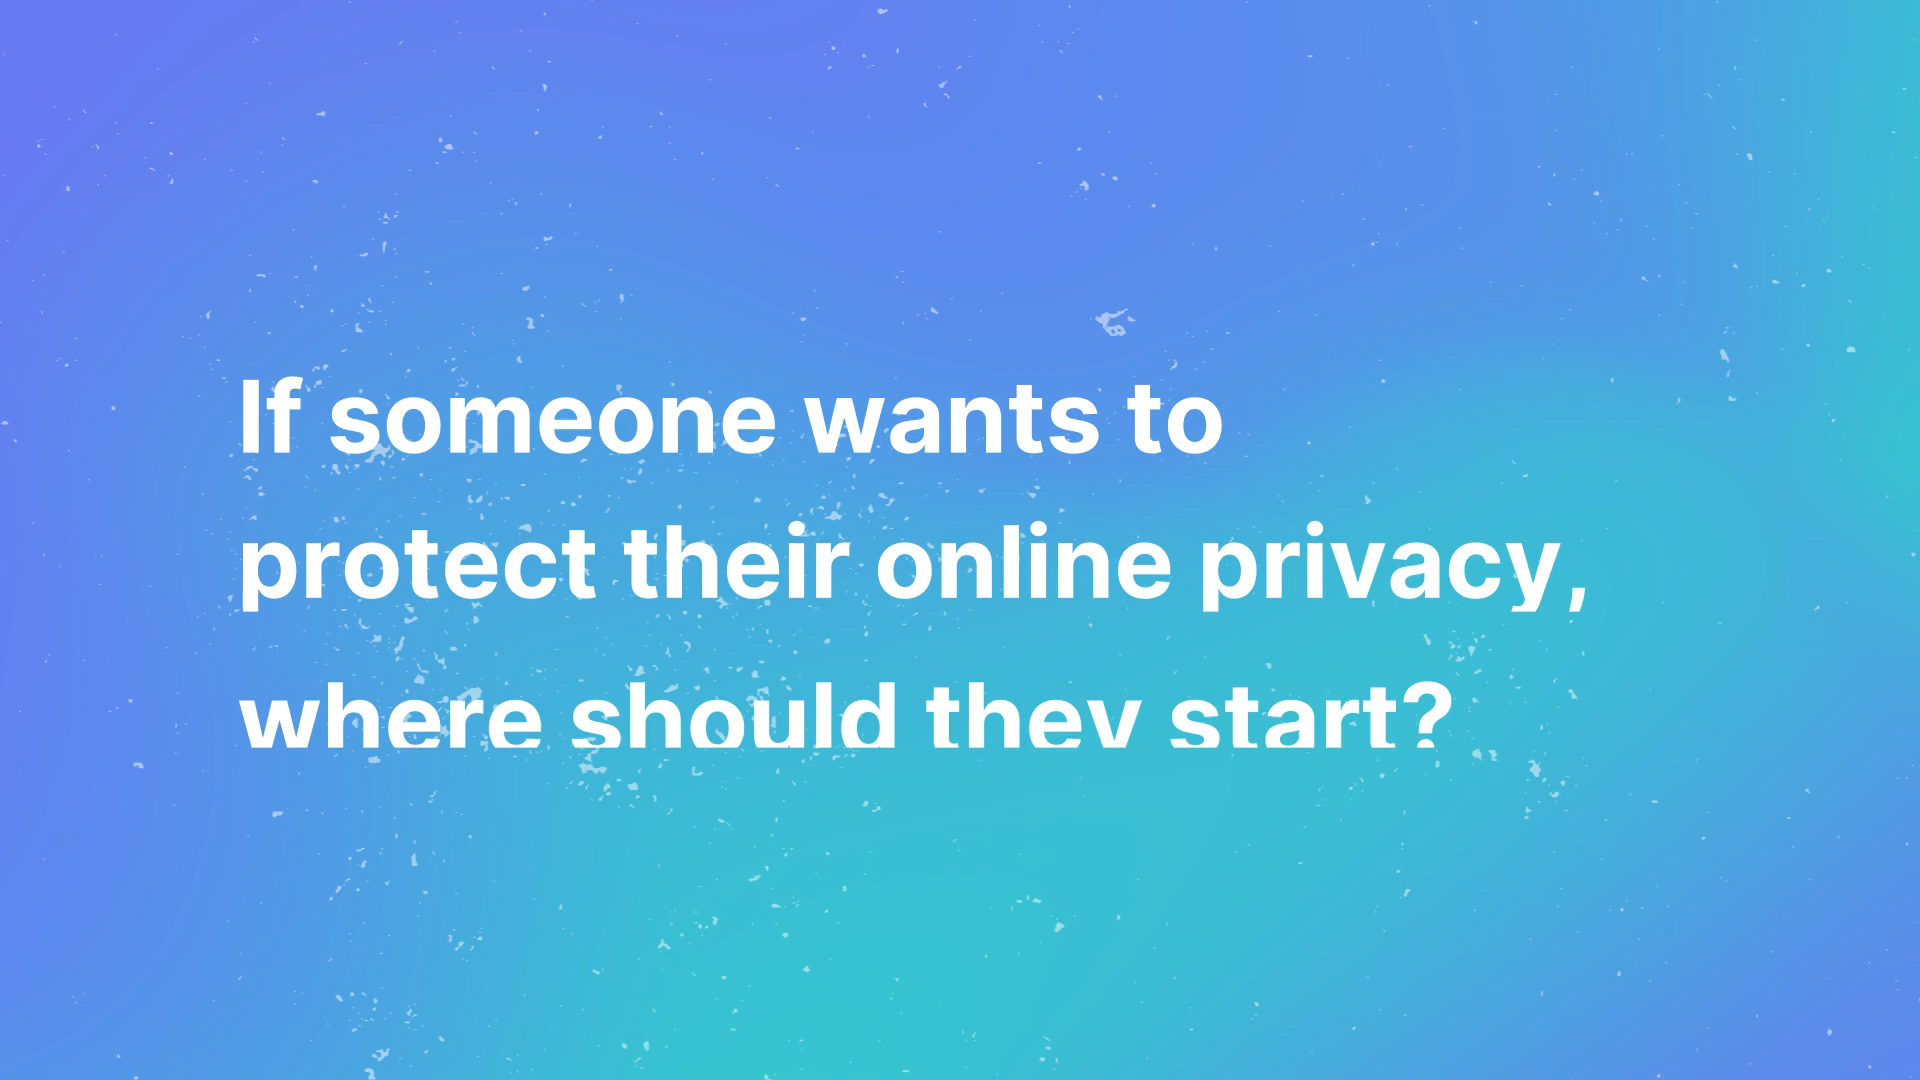 If someone wants to
protect their online privacy,
where should they start?